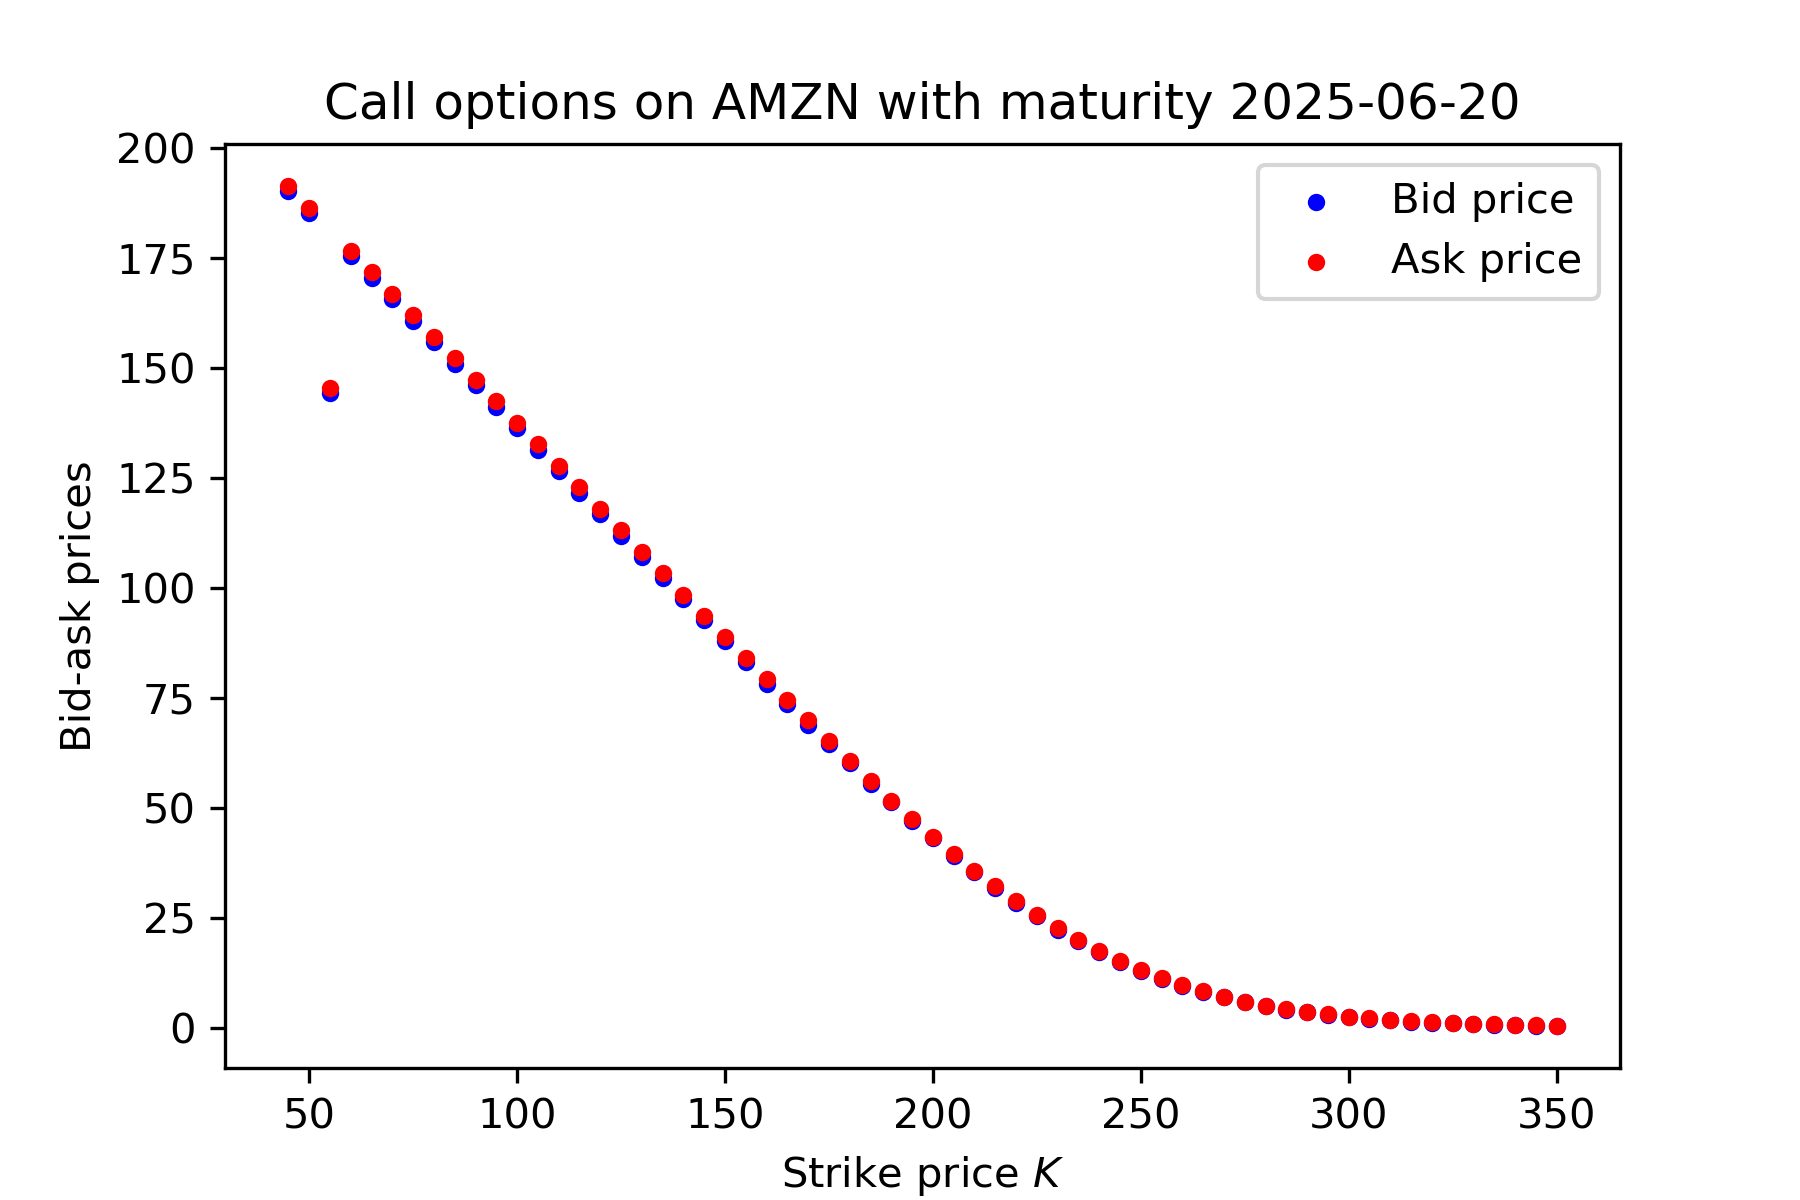 Call options on AMZN with maturity 2025-06-20
200
175
150
125
100
75
50
25
0
Bid-ask prices
Bid price
Ask price
50 100 150 200 250 300 350
Strike price K